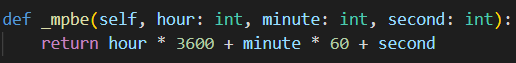 def _mpbe(self, hour: int, minute: int, second: int):
    return hour * 3600 + minute * 60 + second